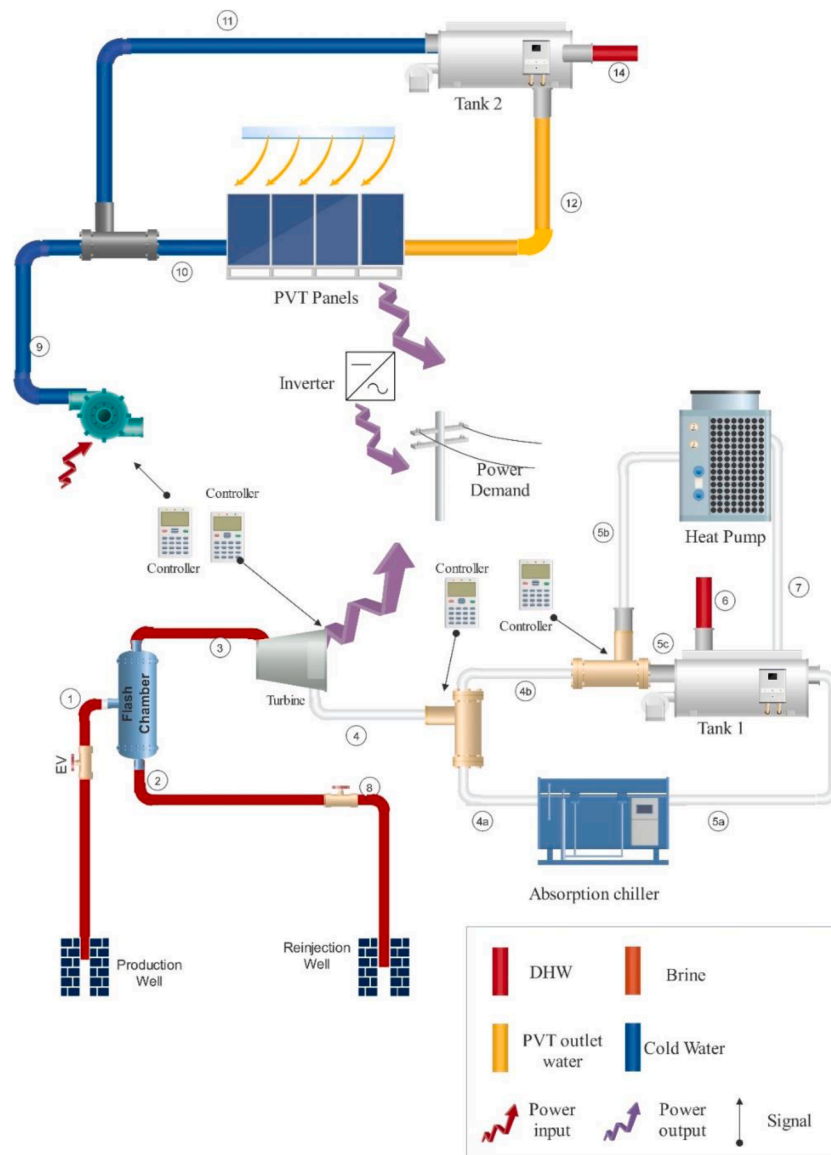 11
14
Tank 2
12
10
PVT Panels
9
Inverter
Power
Demand
Controller
Controller
Heat Pump
5b
7
Controller
Controller
6
5c
3
4b
1
Flash
Chamber
Turbine
4
Tank 1
EV
2
8
4a
5a
Absorption chiller
Production
Well
Reinjection
Well
DHW
Brine
PVT outlet
water
Cold Water
Power
input
Power
output
Signal